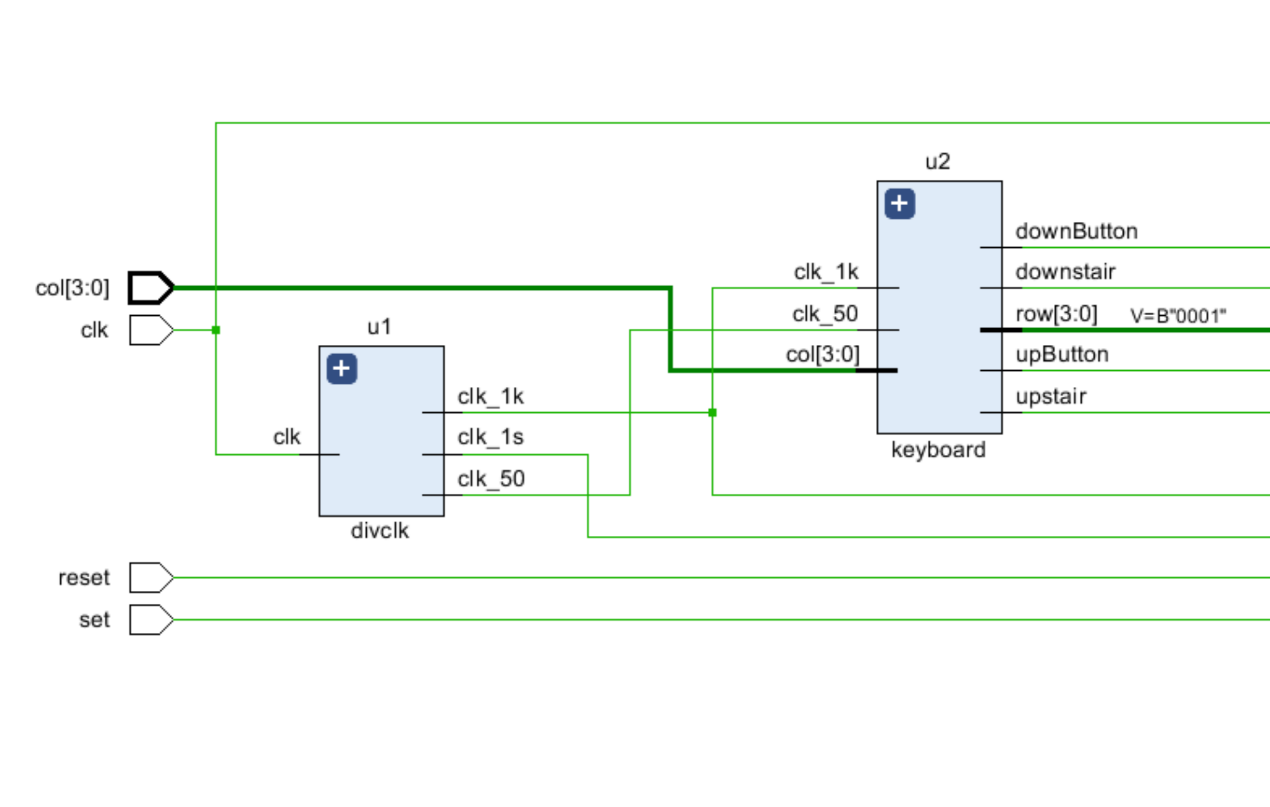 u2
downButton
col[3:0]
clk_1k
downstair
clk_50
row[3:0] V=B"0001"
clk
u1
col[3:0]
upButton
clk_1k
upstair
clk
clk_1s
keyboard
clk_50
divclk
reset
set